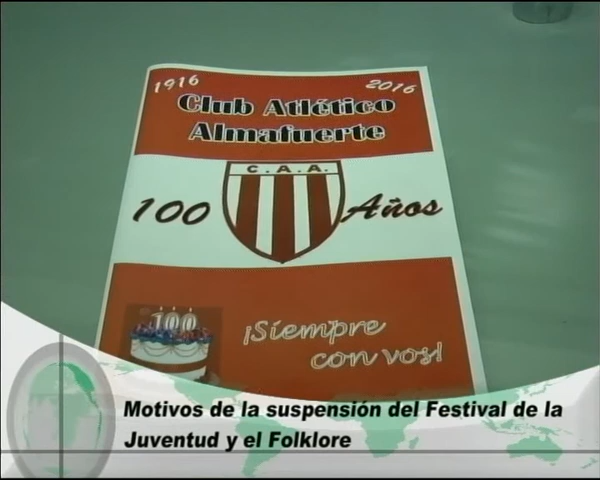 1916 2016
Club Atlético
Almafuerte
C.A.A.
100 Años
100
¡Siempre
con vos!
Motivos de la suspensión del Festival de la
Juventud y el Folklore